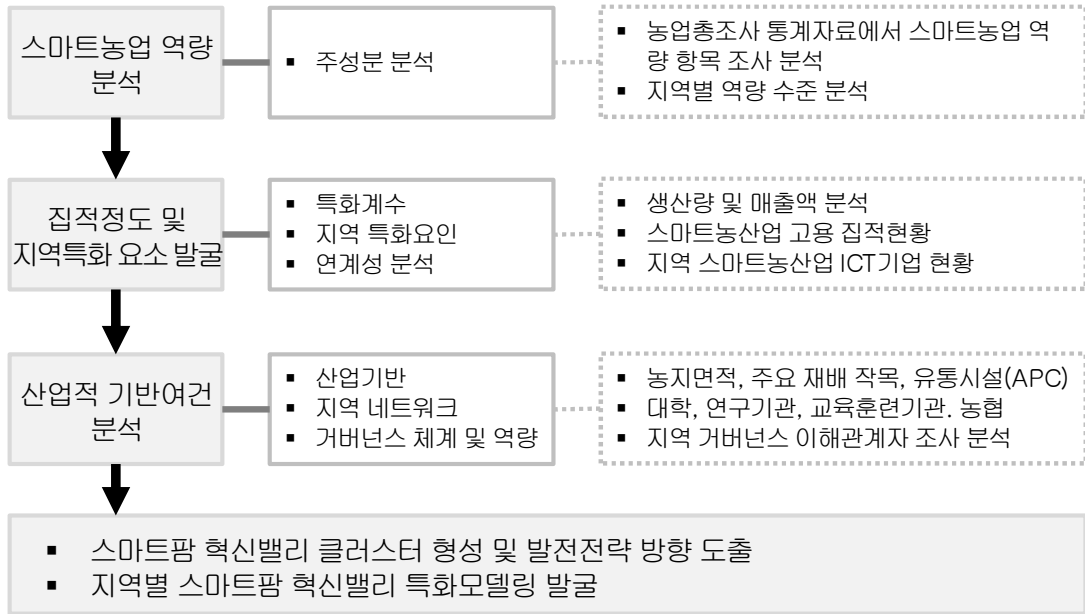 스마트농업 역량
분석
▪ 주성분 분석
▪ 농업총조사 통계자료에서 스마트농업 역
량 항목 조사 분석
▪ 지역별 역량 수준 분석
집적정도 및
지역특화 요소 발굴
▪ 특화계수
▪ 지역 특화요인
▪ 연계성 분석
▪ 생산량 및 매출액 분석
▪ 스마트농산업 고용 집적현황
▪ 지역 스마트농산업 ICT기업 현황
산업적 기반여건
분석
▪ 산업기반
▪ 지역 네트워크
▪ 거버넌스 체계 및 역량
▪ 농지면적, 주요 재배 작목, 유통시설(APC)
▪ 대학, 연구기관, 교육훈련기관. 농협
▪ 지역 거버넌스 이해관계자 조사 분석
▪ 스마트팜 혁신밸리 클러스터 형성 및 발전전략 방향 도출
▪ 지역별 스마트팜 혁신밸리 특화모델링 발굴